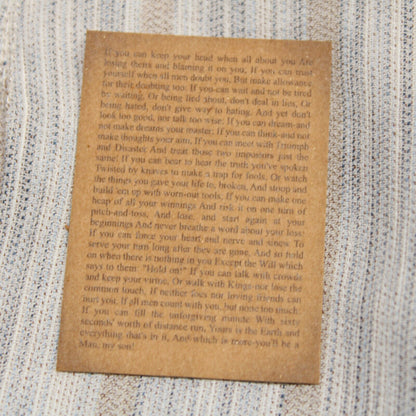 If you can keep your head when all about you Are
losing theirs and blaming it on you, If you can trust
yourself when all men doubt you, But make allowance
for their doubting too; If you can wait and not be tired
by waiting, Or being lied about, don't deal in lies, Or
being hated, don't give way to hating, And yet don't
look too good, nor talk too wise: If you can dream-and
not make dreams your master; If you can think-and not
make thoughts your aim, If you can meet with Triumph
and Disaster And treat those two impostors just the
same; If you can bear to hear the truth you've spoken
Twisted by knaves to make a trap for fools, Or watch
the things you gave your life to, broken, And stoop and
build 'em up with worn-out tools, If you can make one
heap of all your winnings And risk it on one turn of
pitch-and-toss, And lose, and start again at your
beginnings And never breathe a word about your loss;
If you can force your heart and nerve and sinew To
serve your turn long after they are gone, And so hold
on when there is nothing in you Except the Will which
says to them "Hold on!" If you can talk with crowds
and keep your virtue, Or walk with Kings-nor lose the
common touch, If neither foes nor loving friends can
hurt you, If all men count with you, but none too much;
If you can fill the unforgiving minute With sixty
seconds' worth of distance run, Yours is the Earth and
everything that's in it, And which is more-you'll be a
Man, my son!